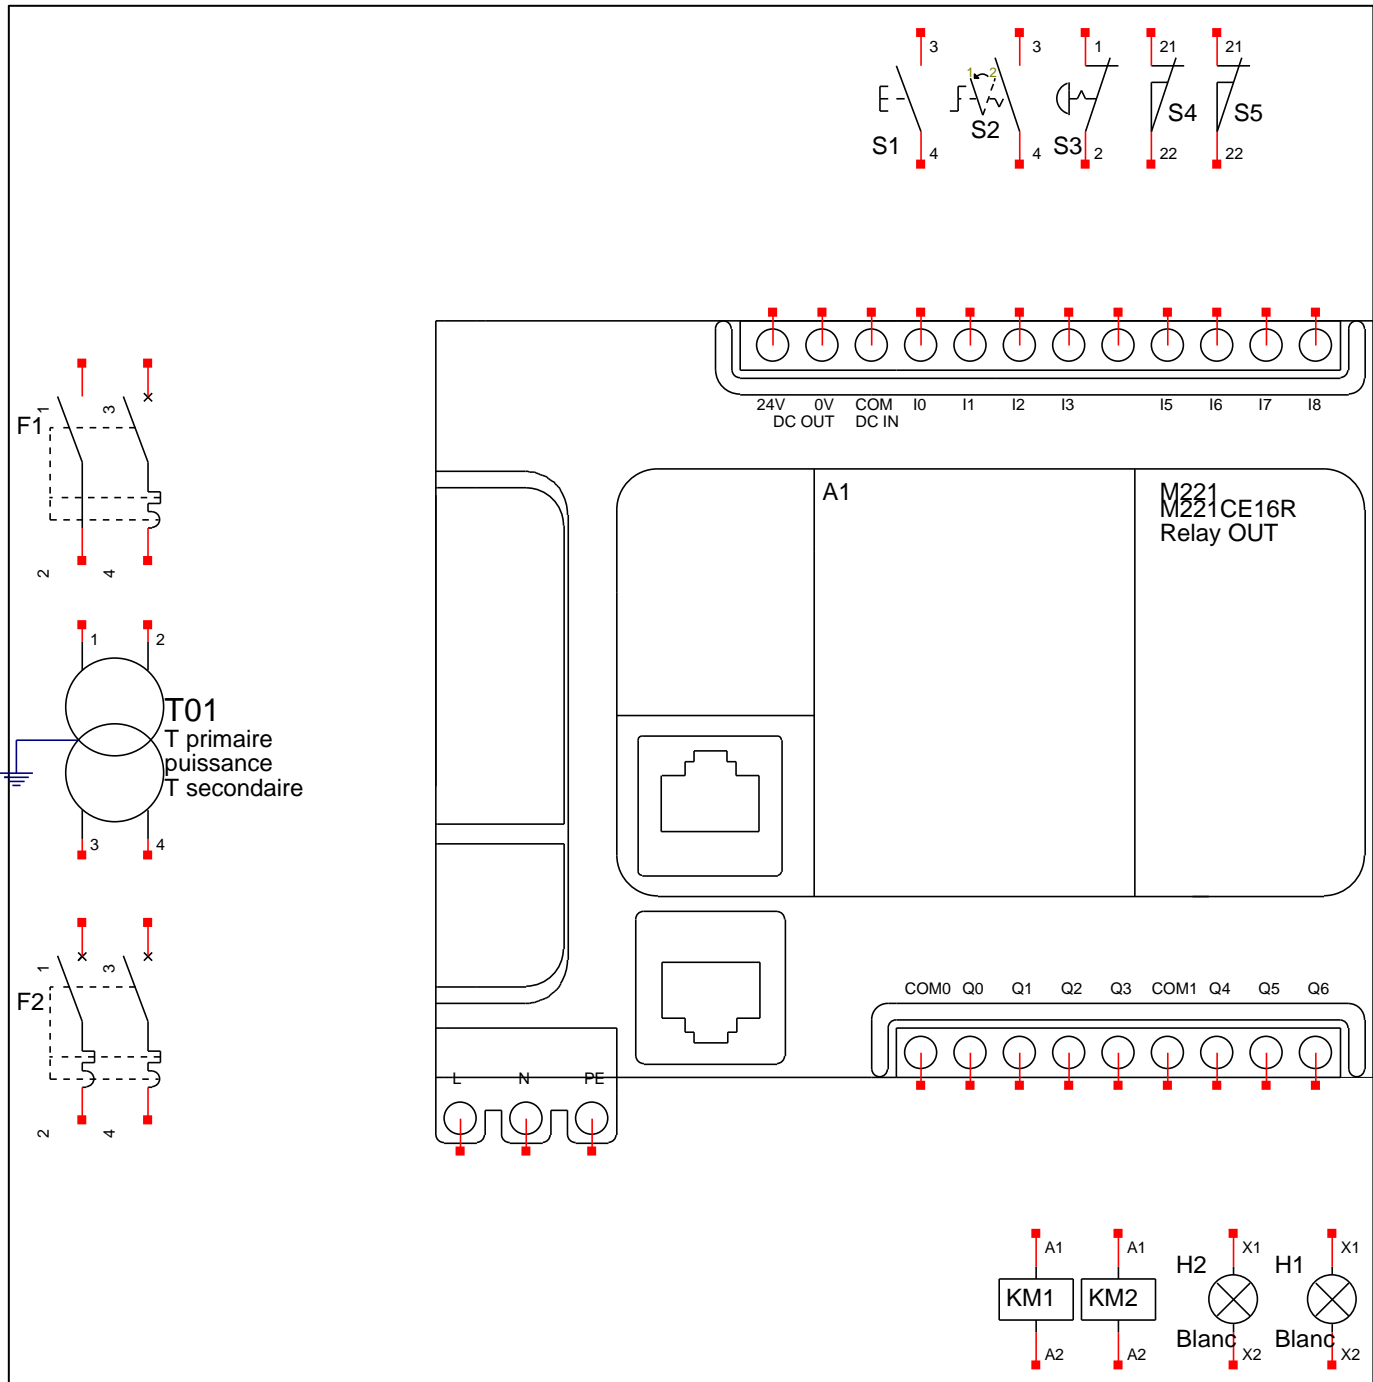 3 3 1 21 21
1 2
S1 S2 S3 S4 S5
4 4 2 22 22
24V 0V COM I0 I1 I2 I3 I5 I6 I7 I8
DC OUT DC IN
F1
1 3
2 4
A1
M221
M221CE16R
Relay OUT
1 2
T01
T primaire
puissance
T secondaire
3 4
F2
1 3
2 4
COM0 Q0 Q1 Q2 Q3 COM1 Q4 Q5 Q6
L N PE
A1 A1 X1 X1
H2 H1
KM1 KM2
Blanc Blanc
A2 A2 X2 X2